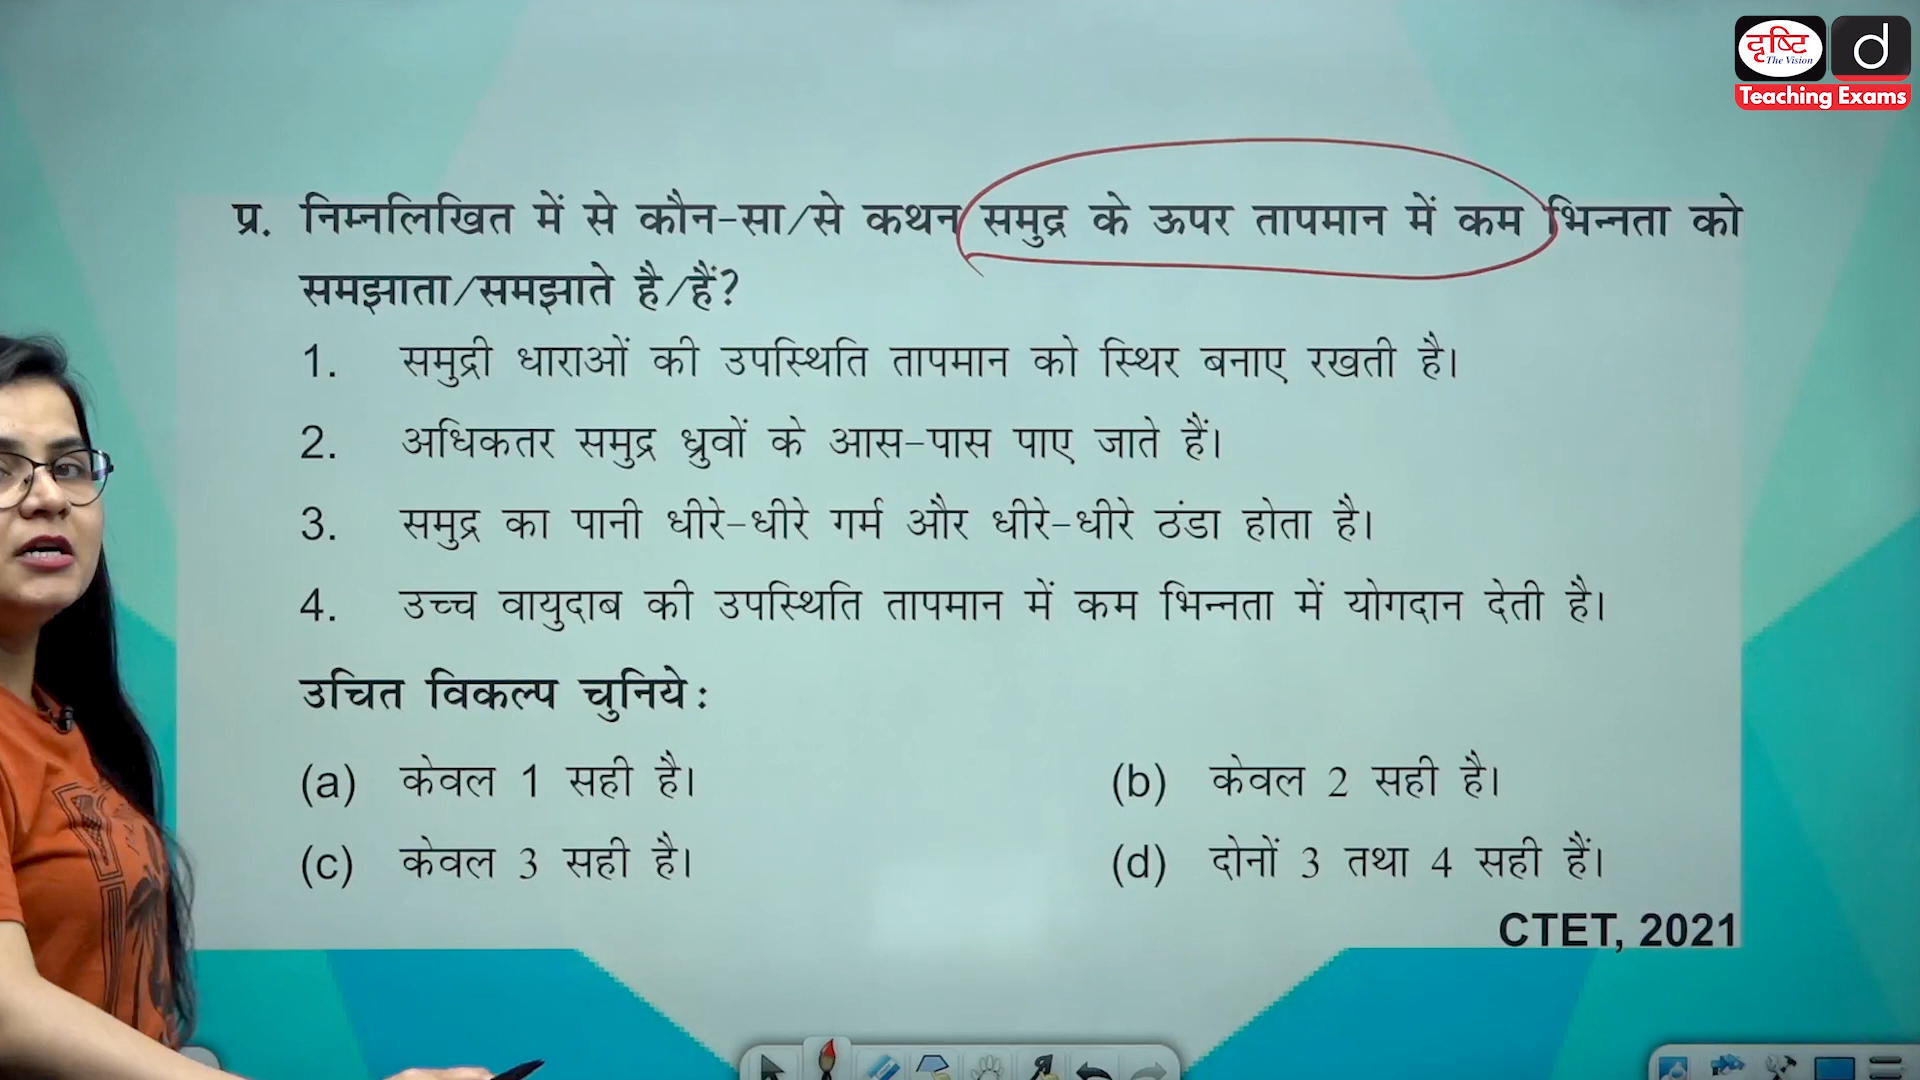 दृष्टि
The Vision
d
Teaching Exams
प्र. निम्नलिखित में से कौन-सा/से कथन समुद्र के ऊपर तापमान में कम भिन्नता को
समझाता/समझाते है/हैं?
1. समुद्री धाराओं की उपस्थिति तापमान को स्थिर बनाए रखती है।
2. अधिकतर समुद्र ध्रुवों के आस-पास पाए जाते हैं।
3. समुद्र का पानी धीरे-धीरे गर्म और धीरे-धीरे ठंडा होता है।
4. उच्च वायुदाब की उपस्थिति तापमान में कम भिन्नता में योगदान देती है।
उचित विकल्प चुनिये:
(a) केवल 1 सही है। (b) केवल 2 सही है।
(c) केवल 3 सही है। (d) दोनों 3 तथा 4 सही हैं।
CTET, 2021